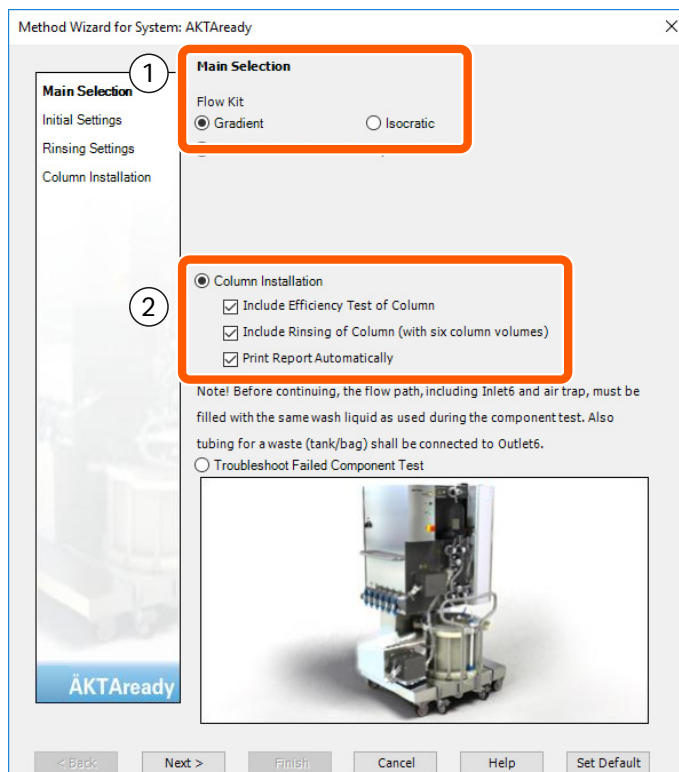 Method Wizard for System: AKTAready
1
Main Selection
Main Selection
Initial Settings
Rinsing Settings
Column Installation
Flow Kit
Gradient
Isocratic
2
Column Installation
Include Efficiency Test of Column
Include Rinsing of Column (with six column volumes)
Print Report Automatically
Note! Before continuing, the flow path, including Inlet6 and air trap, must be
filled with the same wash liquid as used during the component test. Also
tubing for a waste (tank/bag) shall be connected to Outlet6.
Troubleshoot Failed Component Test
ÄKTAready
< Back
Next >
Finish
Cancel
Help
Set Default